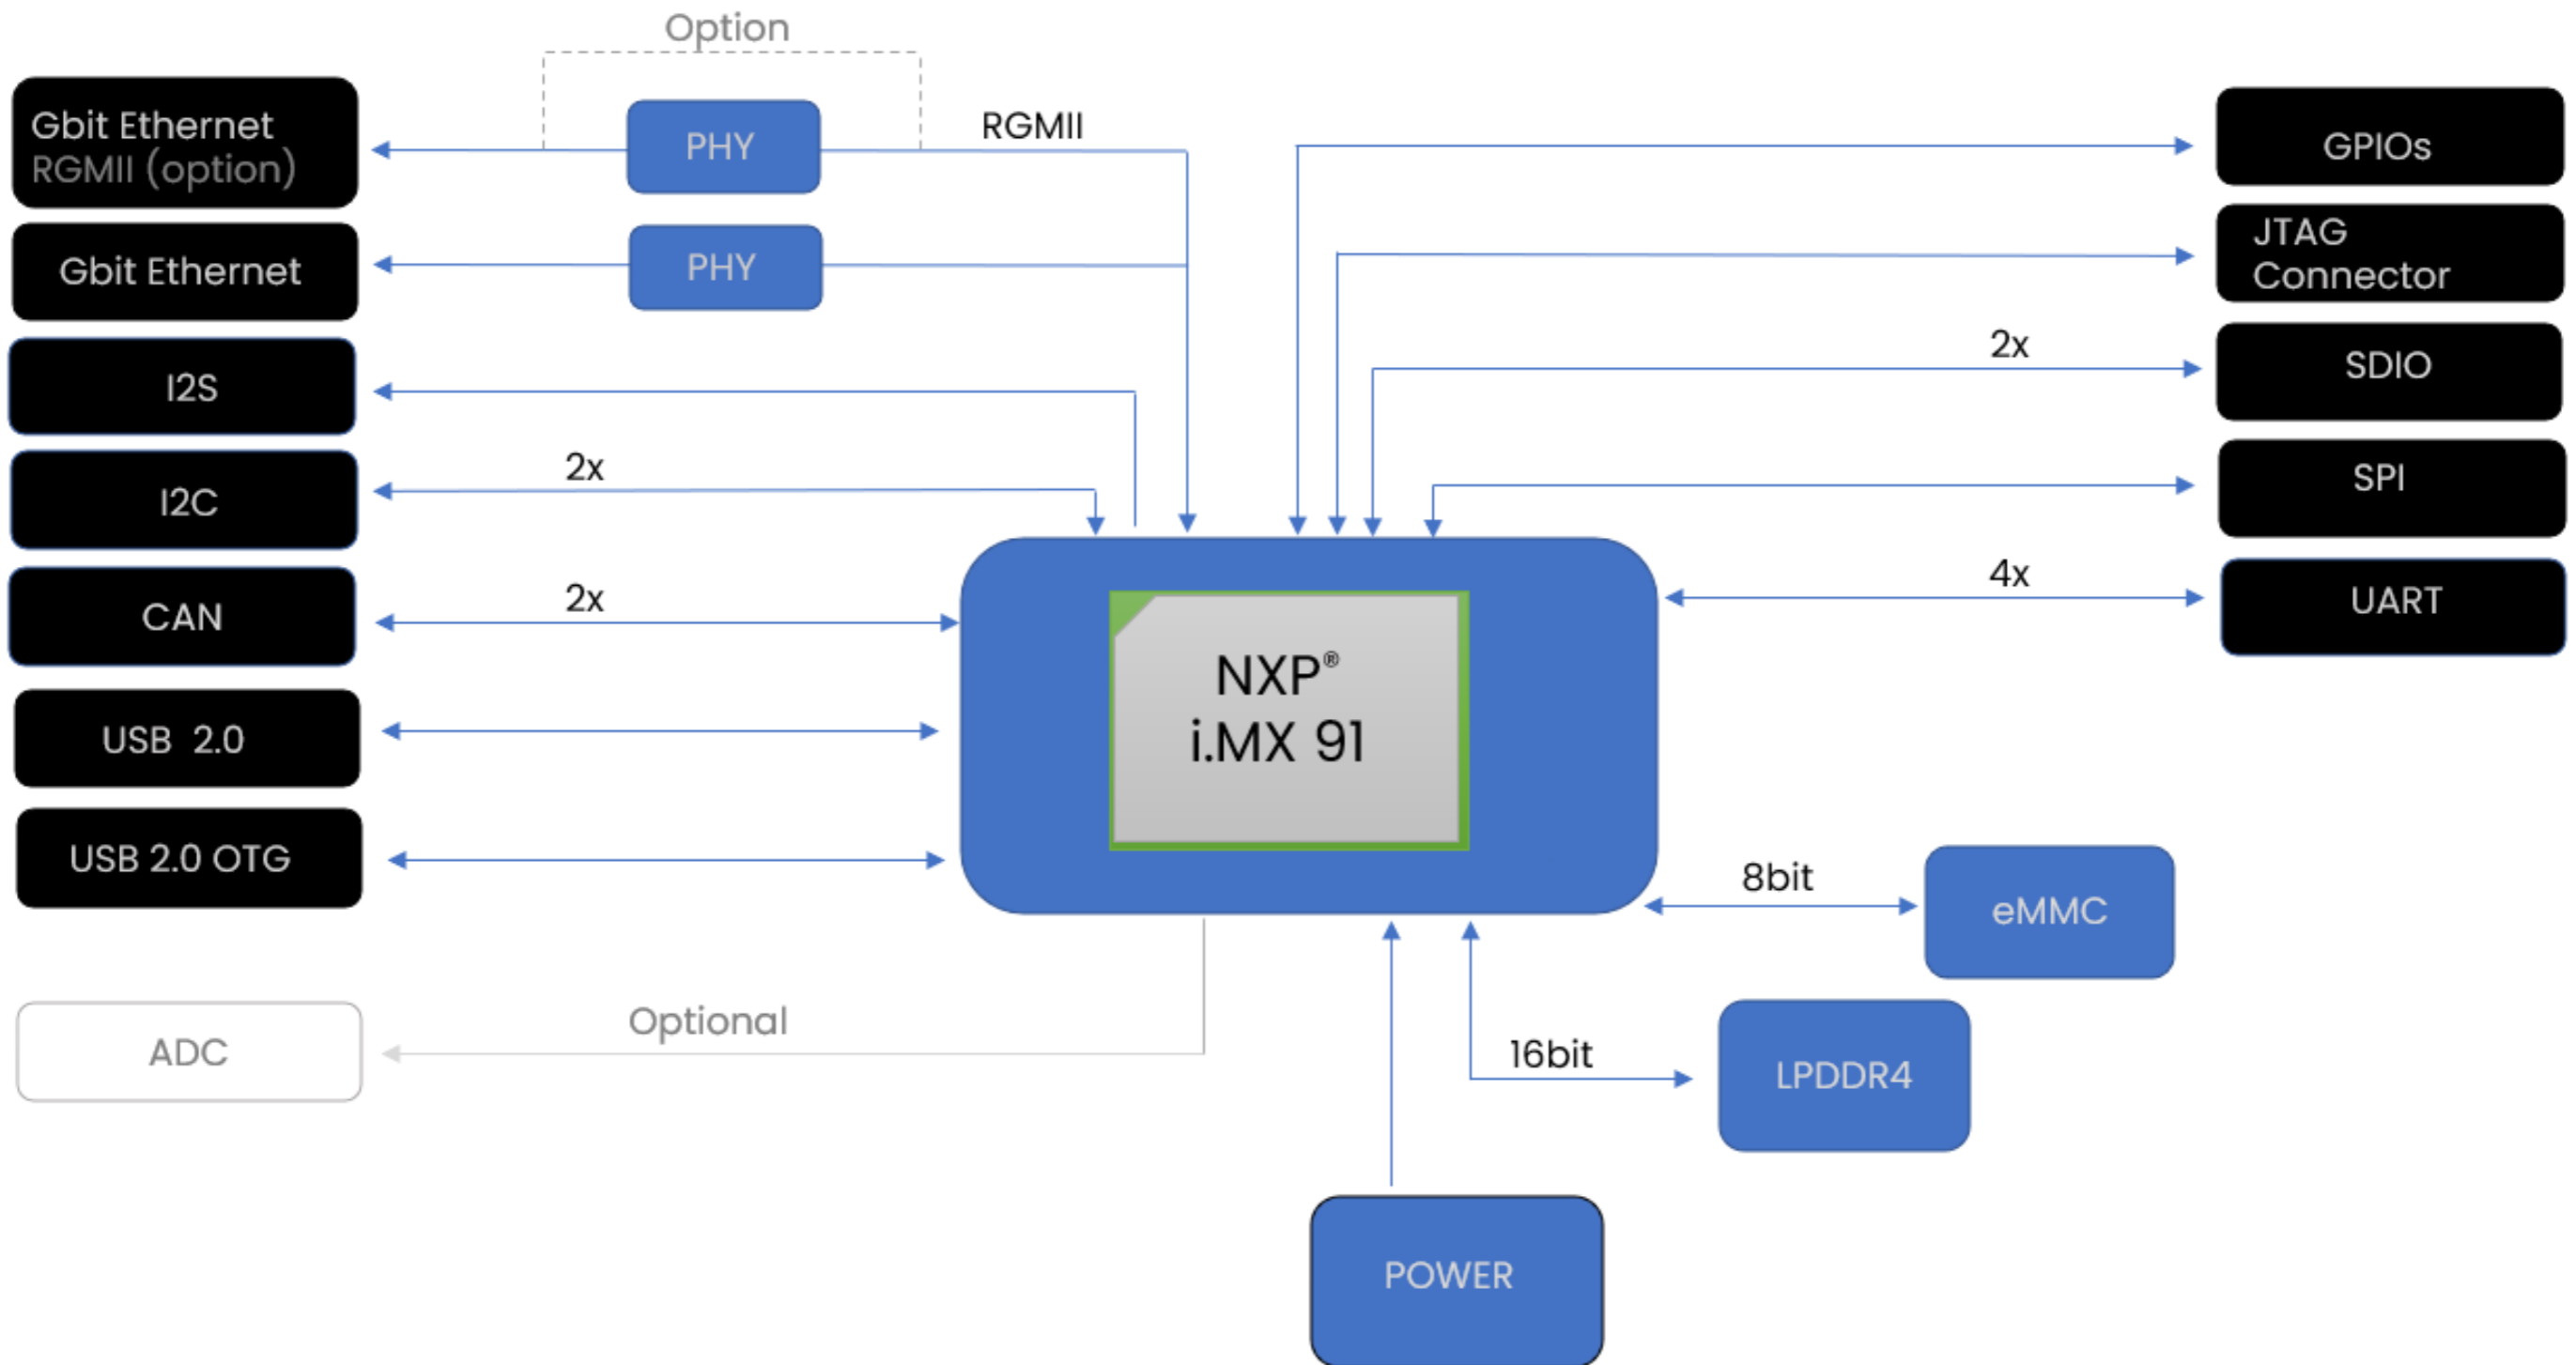 Option
Gbit Ethernet
RGMII (option)
PHY
RGMII
GPIOs
Gbit Ethernet
PHY
JTAG
Connector
I2S
2x
SDIO
I2C
2x
SPI
CAN
2x
4x
UART
NXP®
i.MX 91
USB 2.0
USB 2.0 OTG
8bit
eMMC
ADC
Optional
16bit
LPDDR4
POWER